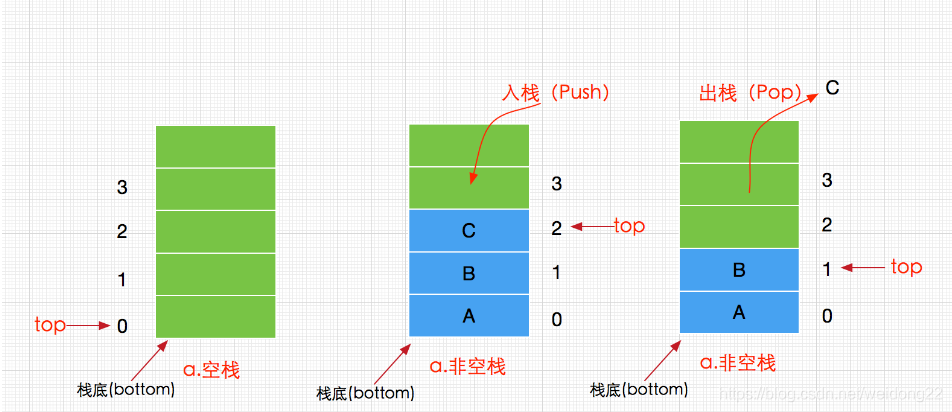 入栈（Push）
出栈（Pop）
C
3
2
1
top
0
栈底(bottom)
a.空栈
3
C
2
top
B
1
A
0
栈底(bottom)
a.非空栈
3
2
B
1
top
A
0
栈底(bottom)
a.非空栈
https://blog.csdn.net/weidong22